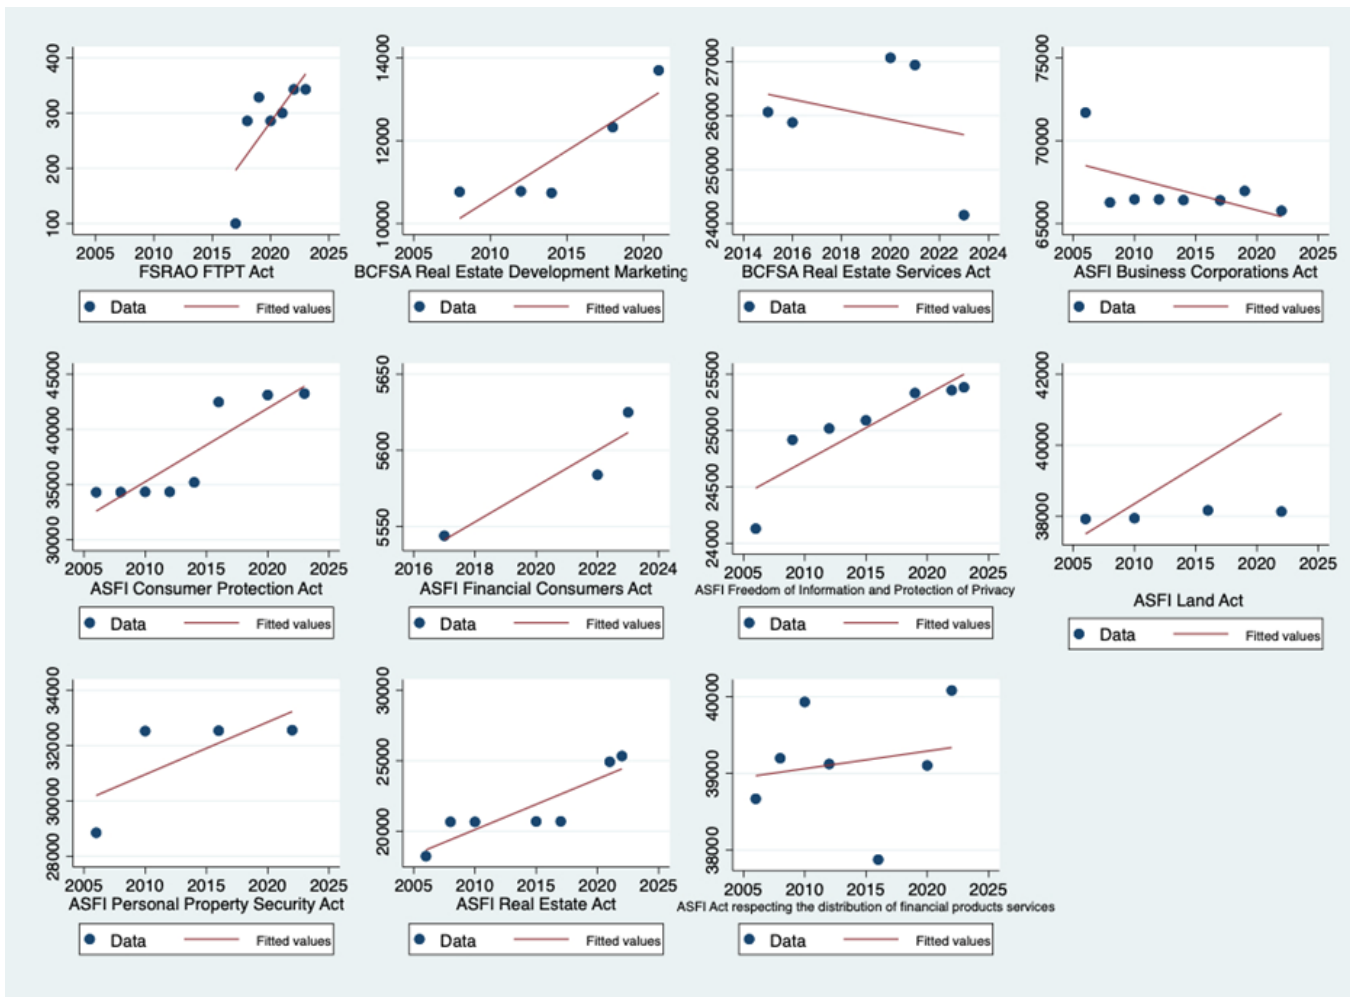 400
300
200
100
2005 2010 2015 2020 2025
FSRAO FTPT Act
Data Fitted values
14000
12000
10000
2005 2010 2015 2020
BCFSA Real Estate Development Marketing
Data Fitted values
27000
26000
25000
24000
2014 2016 2018 2020 2022 2024
BCFSA Real Estate Services Act
Data Fitted values
75000
70000
65000
2005 2010 2015 2020 2025
ASFI Business Corporations Act
Data Fitted values
45000
40000
35000
30000
2005 2010 2015 2020 2025
ASFI Consumer Protection Act
Data Fitted values
5650
5600
5550
2016 2018 2020 2022 2024
ASFI Financial Consumers Act
Data Fitted values
25500
25000
24500
24000
2005 2010 2015 2020 2025
ASFI Freedom of Information and Protection of Privacy
Data Fitted values
42000
40000
38000
2005 2010 2015 2020 2025
ASFI Land Act
Data Fitted values
34000
32000
30000
28000
2005 2010 2015 2020 2025
ASFI Personal Property Security Act
Data Fitted values
30000
25000
20000
2005 2010 2015 2020 2025
ASFI Real Estate Act
Data Fitted values
40000
39000
38000
2005 2010 2015 2020 2025
ASFI Act respecting the distribution of financial products services
Data Fitted values